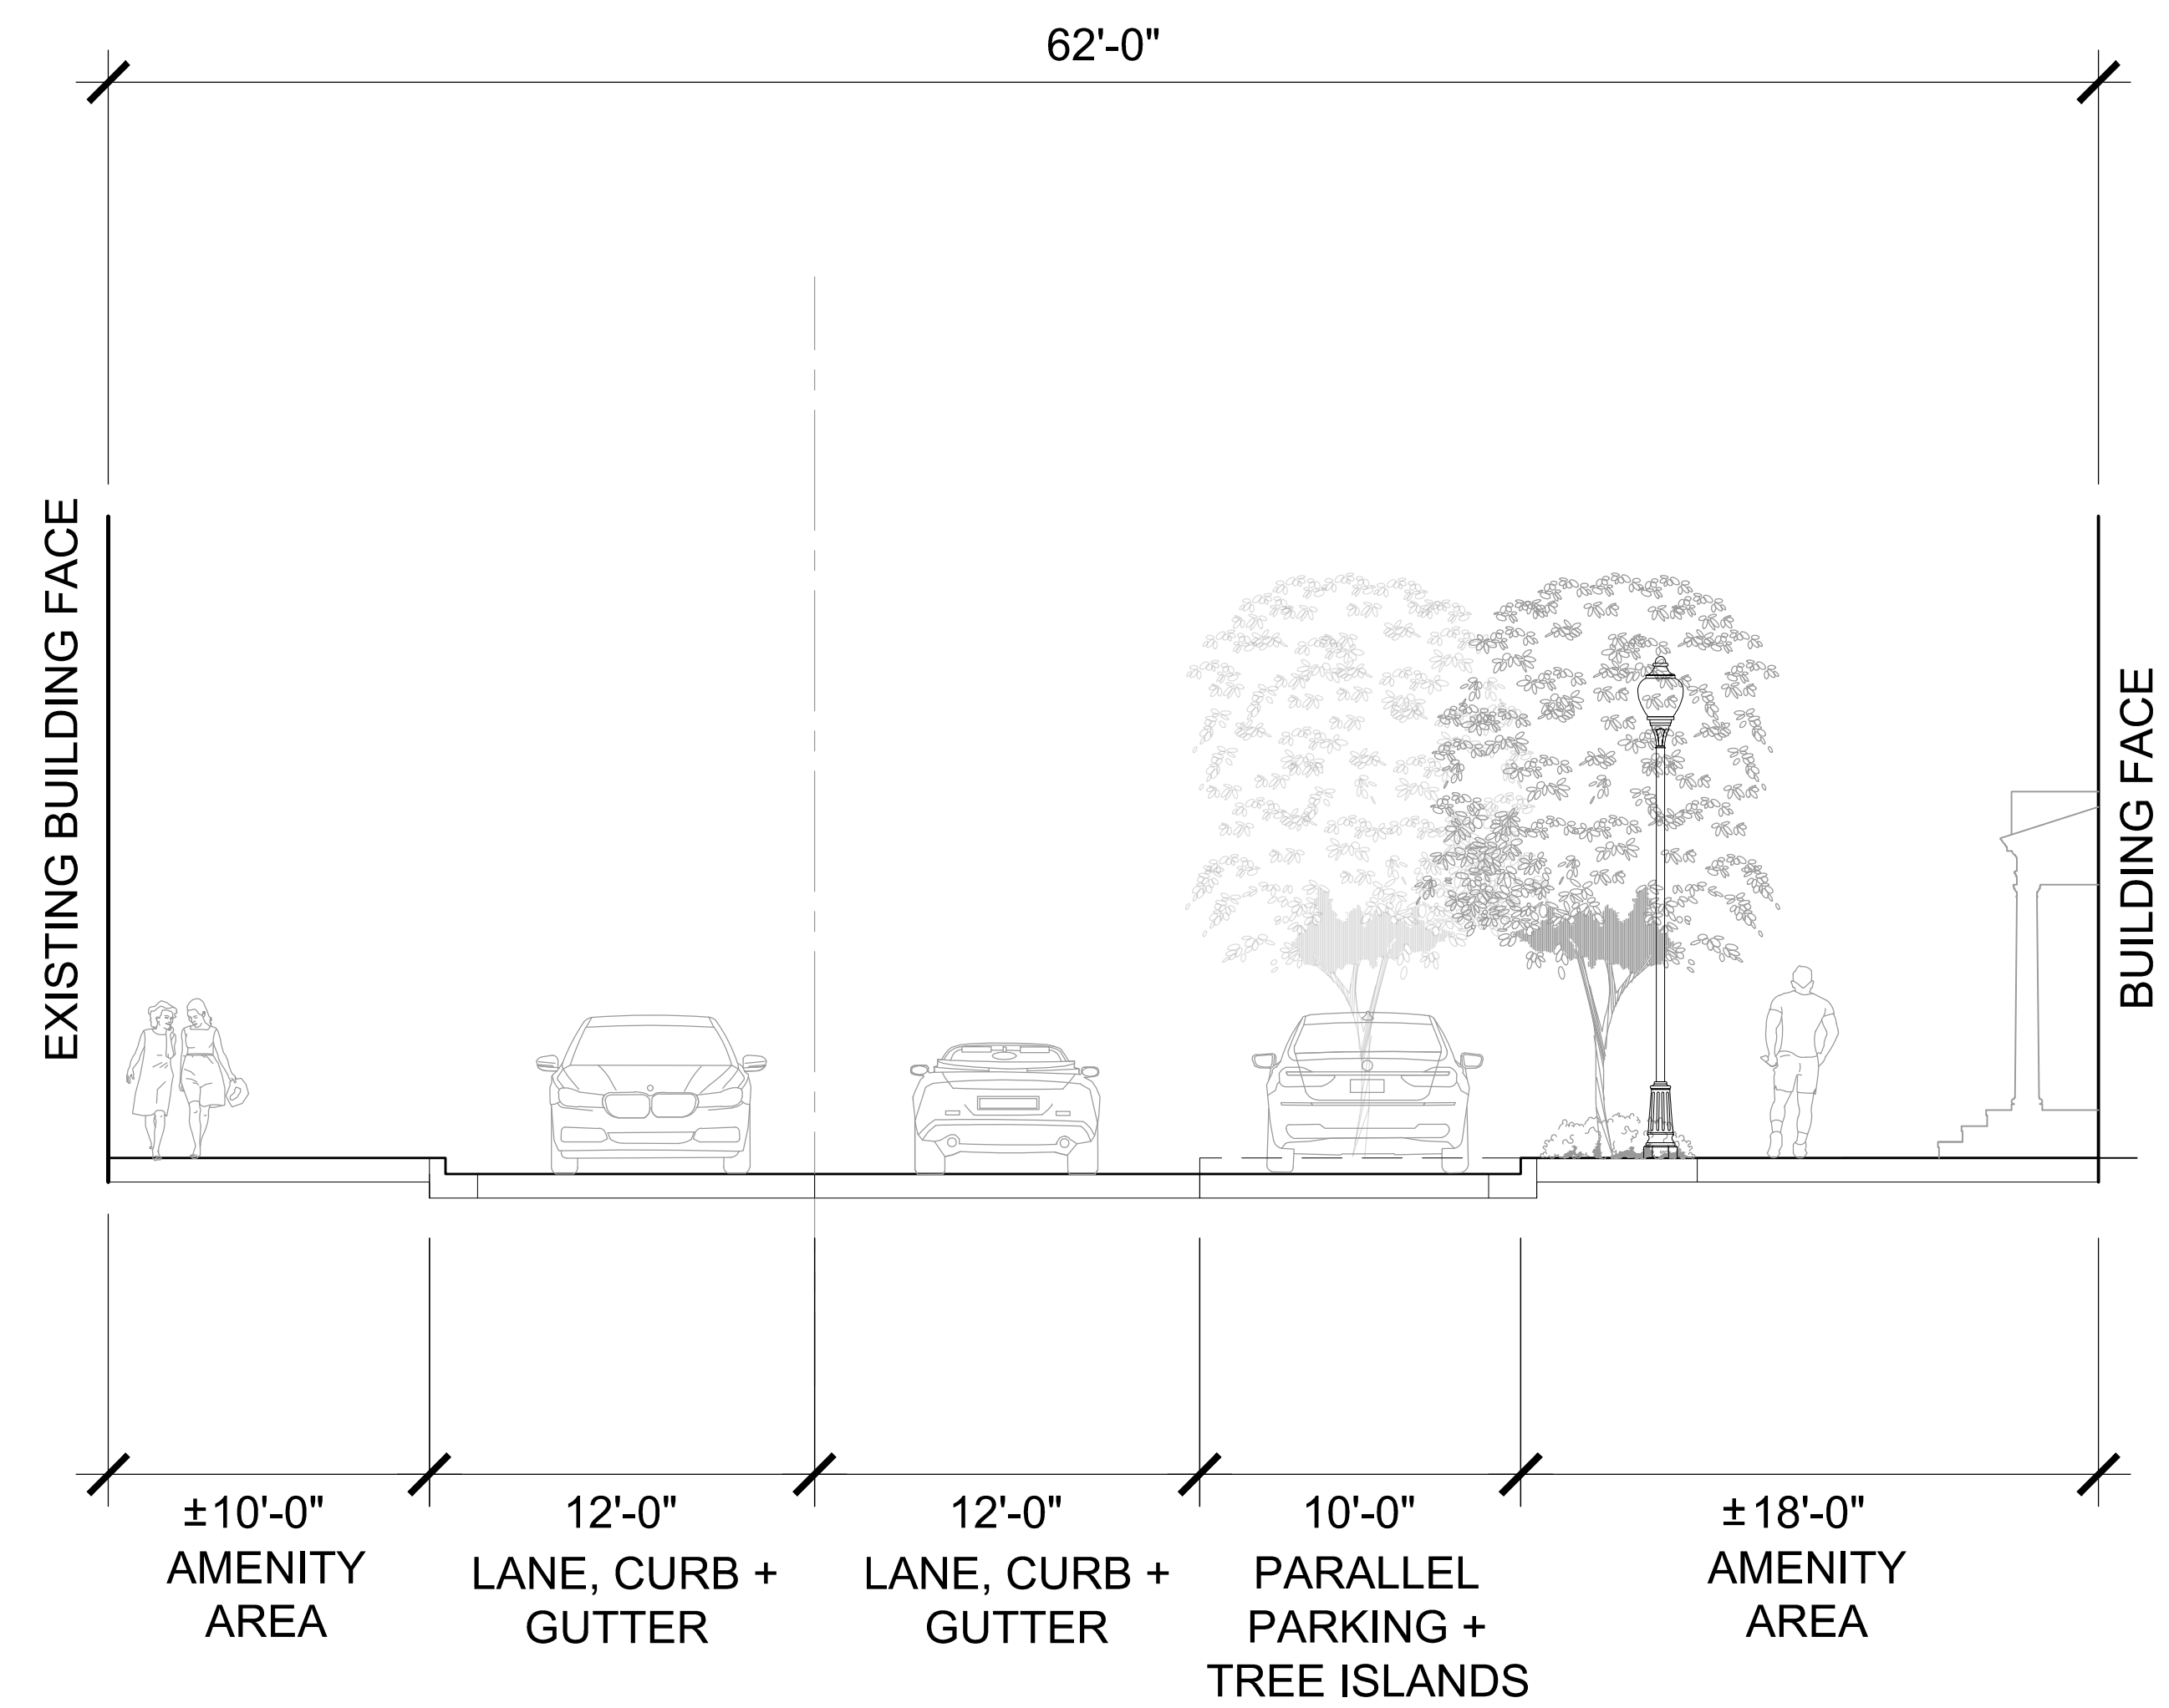 62'-0"
EXISTING BUILDING FACE
BUILDING FACE
±10'-0"
AMENITY
AREA
12'-0"
LANE, CURB +
GUTTER
12'-0"
LANE, CURB +
GUTTER
10'-0"
PARALLEL
PARKING +
TREE ISLANDS
±18'-0"
AMENITY
AREA